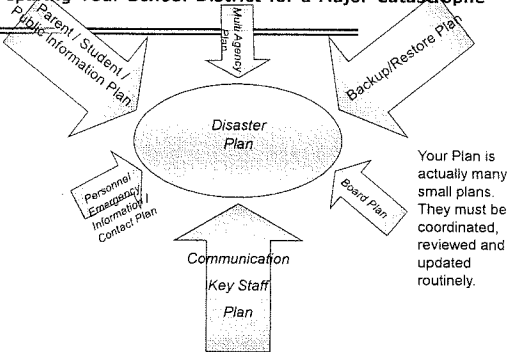 Your School District for a Major Catastrophe
Parent / Student /
Public Information Plan
Multi Agency
Plan
Backup/Restore Plan
Disaster
Plan
Personnel
Emergency
Information /
Contact Plan
Board Plan
Your Plan is
actually many
small plans.
They must be
coordinated,
reviewed and
updated
routinely.
Communication
Key Staff
Plan